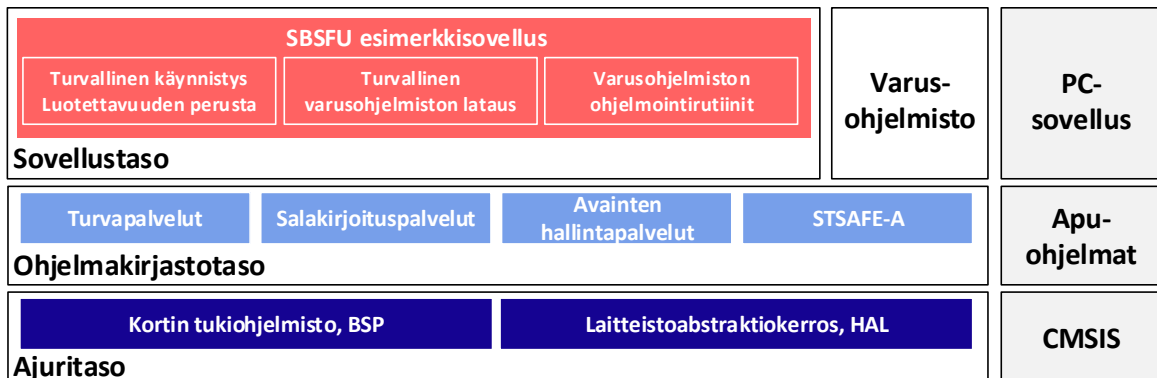 SBSFU esimerkkisovellus
Turvallinen käynnistys
Luotettavuuden perusta
Turvallinen
varusohjelmiston lataus
Varusohjelmiston
ohjelmointirutiinit
Sovellustaso
Varus-
ohjelmisto
PC-
sovellus
Turvapalvelut
Salakirjoituspalvelut
Avainten
hallintapalvelut
STSAFE-A
Ohjelmakirjastotaso
Apu-
ohjelmat
Kortin tukiohjelmisto, BSP
Laitteistoabstraktiokerros, HAL
Ajuritaso
CMSIS